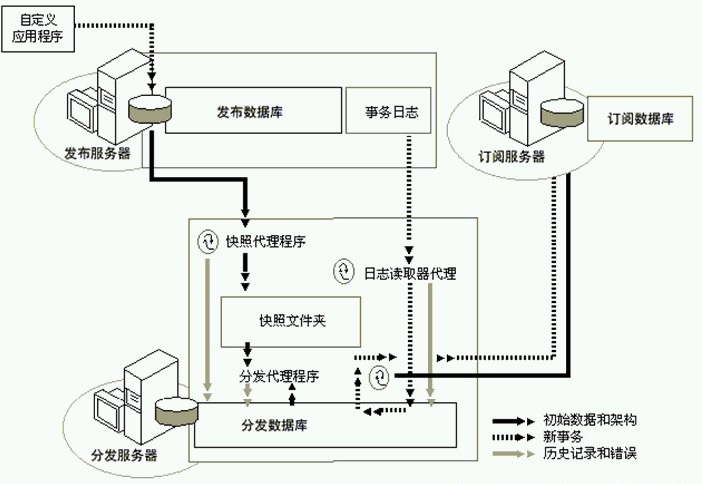 自定义
应用程序
发布数据库
事务日志
订阅数据库
发布服务器
订阅服务器
快照代理程序
日志读取器代理
快照文件夹
分发代理程序
分发数据库
分发服务器
初始数据和架构
新事务
历史记录和错误